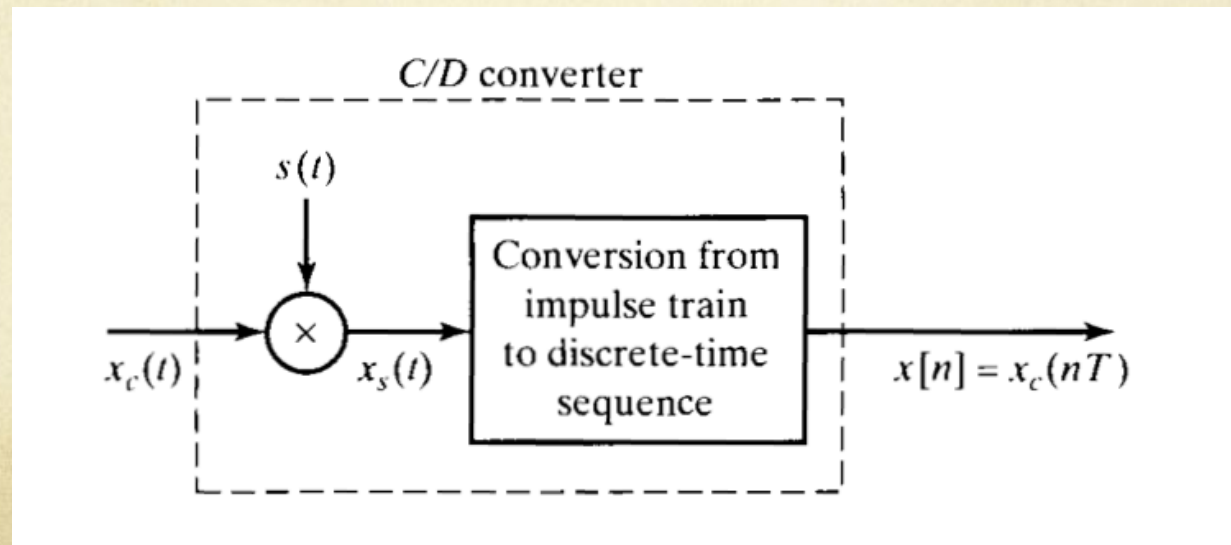 C/D converter
s(t)
Conversion from
impulse train
to discrete-time
sequence
×
x_c(t)
x_s(t)
x[n] = x_c(nT)